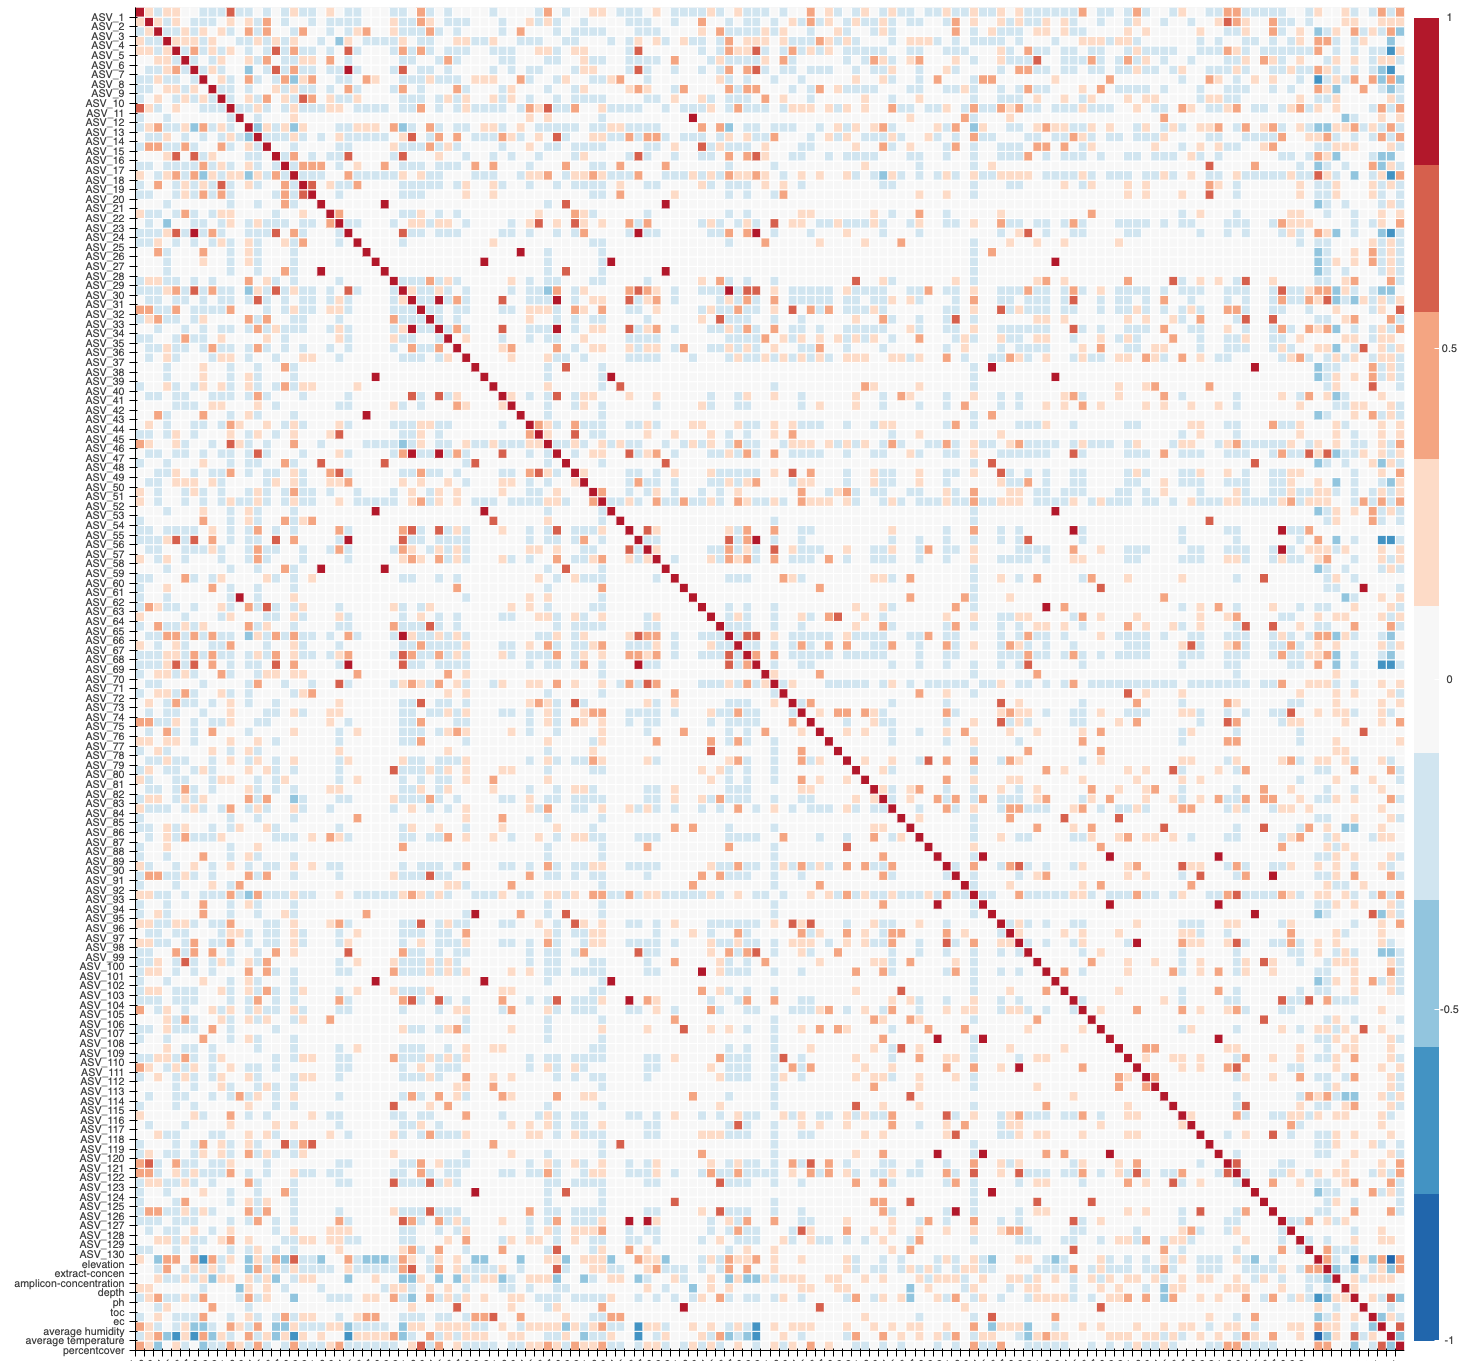 ASV_1
ASV_2
ASV_3
ASV_4
ASV_5
ASV_6
ASV_7
ASV_8
ASV_9
ASV_10
ASV_11
ASV_12
ASV_13
ASV_14
ASV_15
ASV_16
ASV_17
ASV_18
ASV_19
ASV_20
ASV_21
ASV_22
ASV_23
ASV_24
ASV_25
ASV_26
ASV_27
ASV_28
ASV_29
ASV_30
ASV_31
ASV_32
ASV_33
ASV_34
ASV_35
ASV_36
ASV_37
ASV_38
ASV_39
ASV_40
ASV_41
ASV_42
ASV_43
ASV_44
ASV_45
ASV_46
ASV_47
ASV_48
ASV_49
ASV_50
ASV_51
ASV_52
ASV_53
ASV_54
ASV_55
ASV_56
ASV_57
ASV_58
ASV_59
ASV_60
ASV_61
ASV_62
ASV_63
ASV_64
ASV_65
ASV_66
ASV_67
ASV_68
ASV_69
ASV_70
ASV_71
ASV_72
ASV_73
ASV_74
ASV_75
ASV_76
ASV_77
ASV_78
ASV_79
ASV_80
ASV_81
ASV_82
ASV_83
ASV_84
ASV_85
ASV_86
ASV_87
ASV_88
ASV_89
ASV_90
ASV_91
ASV_92
ASV_93
ASV_94
ASV_95
ASV_96
ASV_97
ASV_98
ASV_99
ASV_100
ASV_101
ASV_102
ASV_103
ASV_104
ASV_105
ASV_106
ASV_107
ASV_108
ASV_109
ASV_110
ASV_111
ASV_112
ASV_113
ASV_114
ASV_115
ASV_116
ASV_117
ASV_118
ASV_119
ASV_120
ASV_121
ASV_122
ASV_123
ASV_124
ASV_125
ASV_126
ASV_127
ASV_128
ASV_129
ASV_130
elevation
extract-concen
amplicon-concentration
depth
ph
toc
ec
average humidity
average temperature
percentcover
1
0.5
0
-0.5
-1